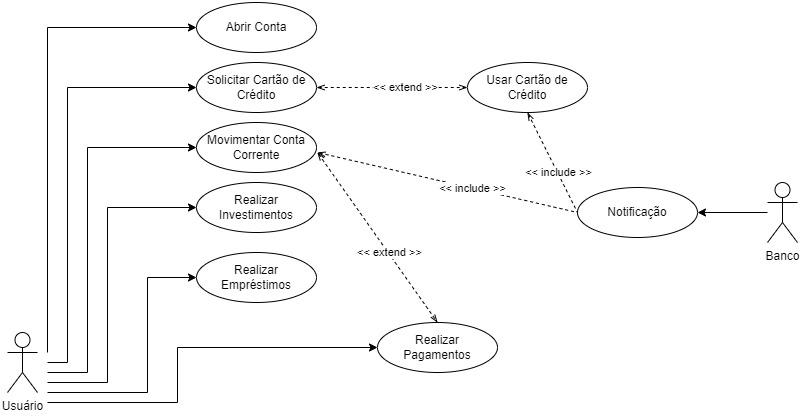 Abrir Conta
Solicitar Cartão de
Crédito
<< extend >>
Usar Cartão de
Crédito
Movimentar Conta
Corrente
<< include >>
<< include >>
Realizar
Investimentos
Notificação
Banco
<< extend >>
Realizar
Empréstimos
Realizar
Pagamentos
Usuário